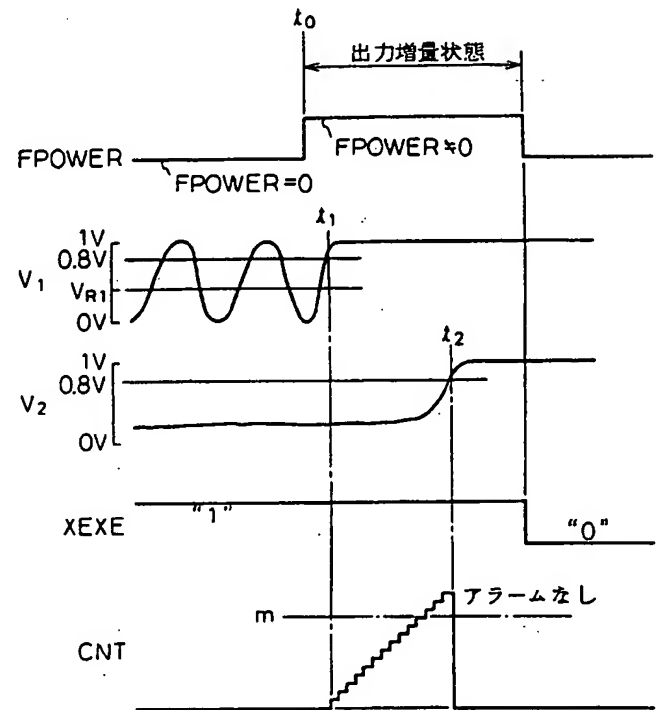 t0
出力増量状態
FPOWER
FPOWER=0
FPOWER≒0
t1
V1
1V
0.8V
VR1
0V
t2
V2
1V
0.8V
0V
XEXE
"1"
"0"
CNT
m
アラームなし